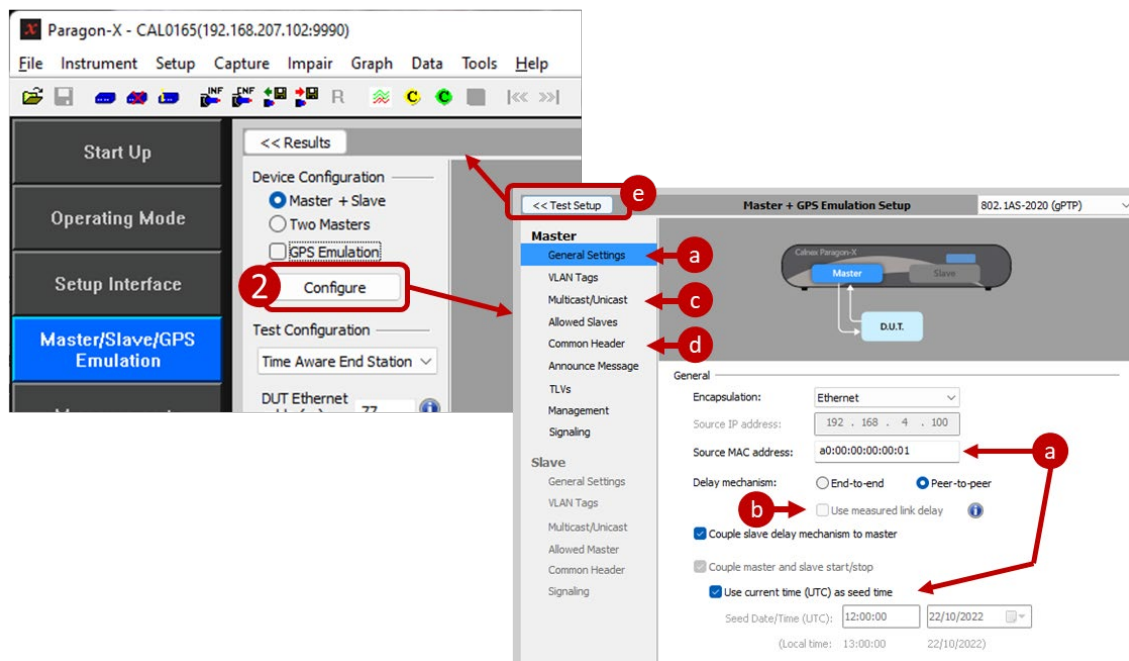 Paragon-X - CAL0165(192.168.207.102:9990)
File Instrument Setup Capture Impair Graph Data Tools Help
INF CNF R C C
Start Up
Operating Mode
Setup Interface
Master/Slave/GPS
Emulation
<< Results
Device Configuration
Master + Slave
Two Masters
GPS Emulation
2 Configure
Test Configuration
Time Aware End Station
DUT Ethernet
77
<< Test Setup e Master + GPS Emulation Setup 802.1AS-2020 (gPTP)
Master
General Settings a
VLAN Tags
Multicast/Unicast c
Allowed Slaves
Common Header d
Announce Message
TLVs
Management
Signaling
Slave
General Settings
VLAN Tags
Multicast/Unicast
Allowed Master
Common Header
Signaling
Calnex Paragon-X
Master Slave
D.U.T.
General
Encapsulation: Ethernet
Source IP address: 192 . 168 . 4 . 100
Source MAC address: a0:00:00:00:00:01 a
Delay mechanism: End-to-end Peer-to-peer
b Use measured link delay
Couple slave delay mechanism to master
Couple master and slave start/stop
Use current time (UTC) as seed time
Seed Date/Time (UTC): 12:00:00 22/10/2022
(Local time: 13:00:00 22/10/2022)